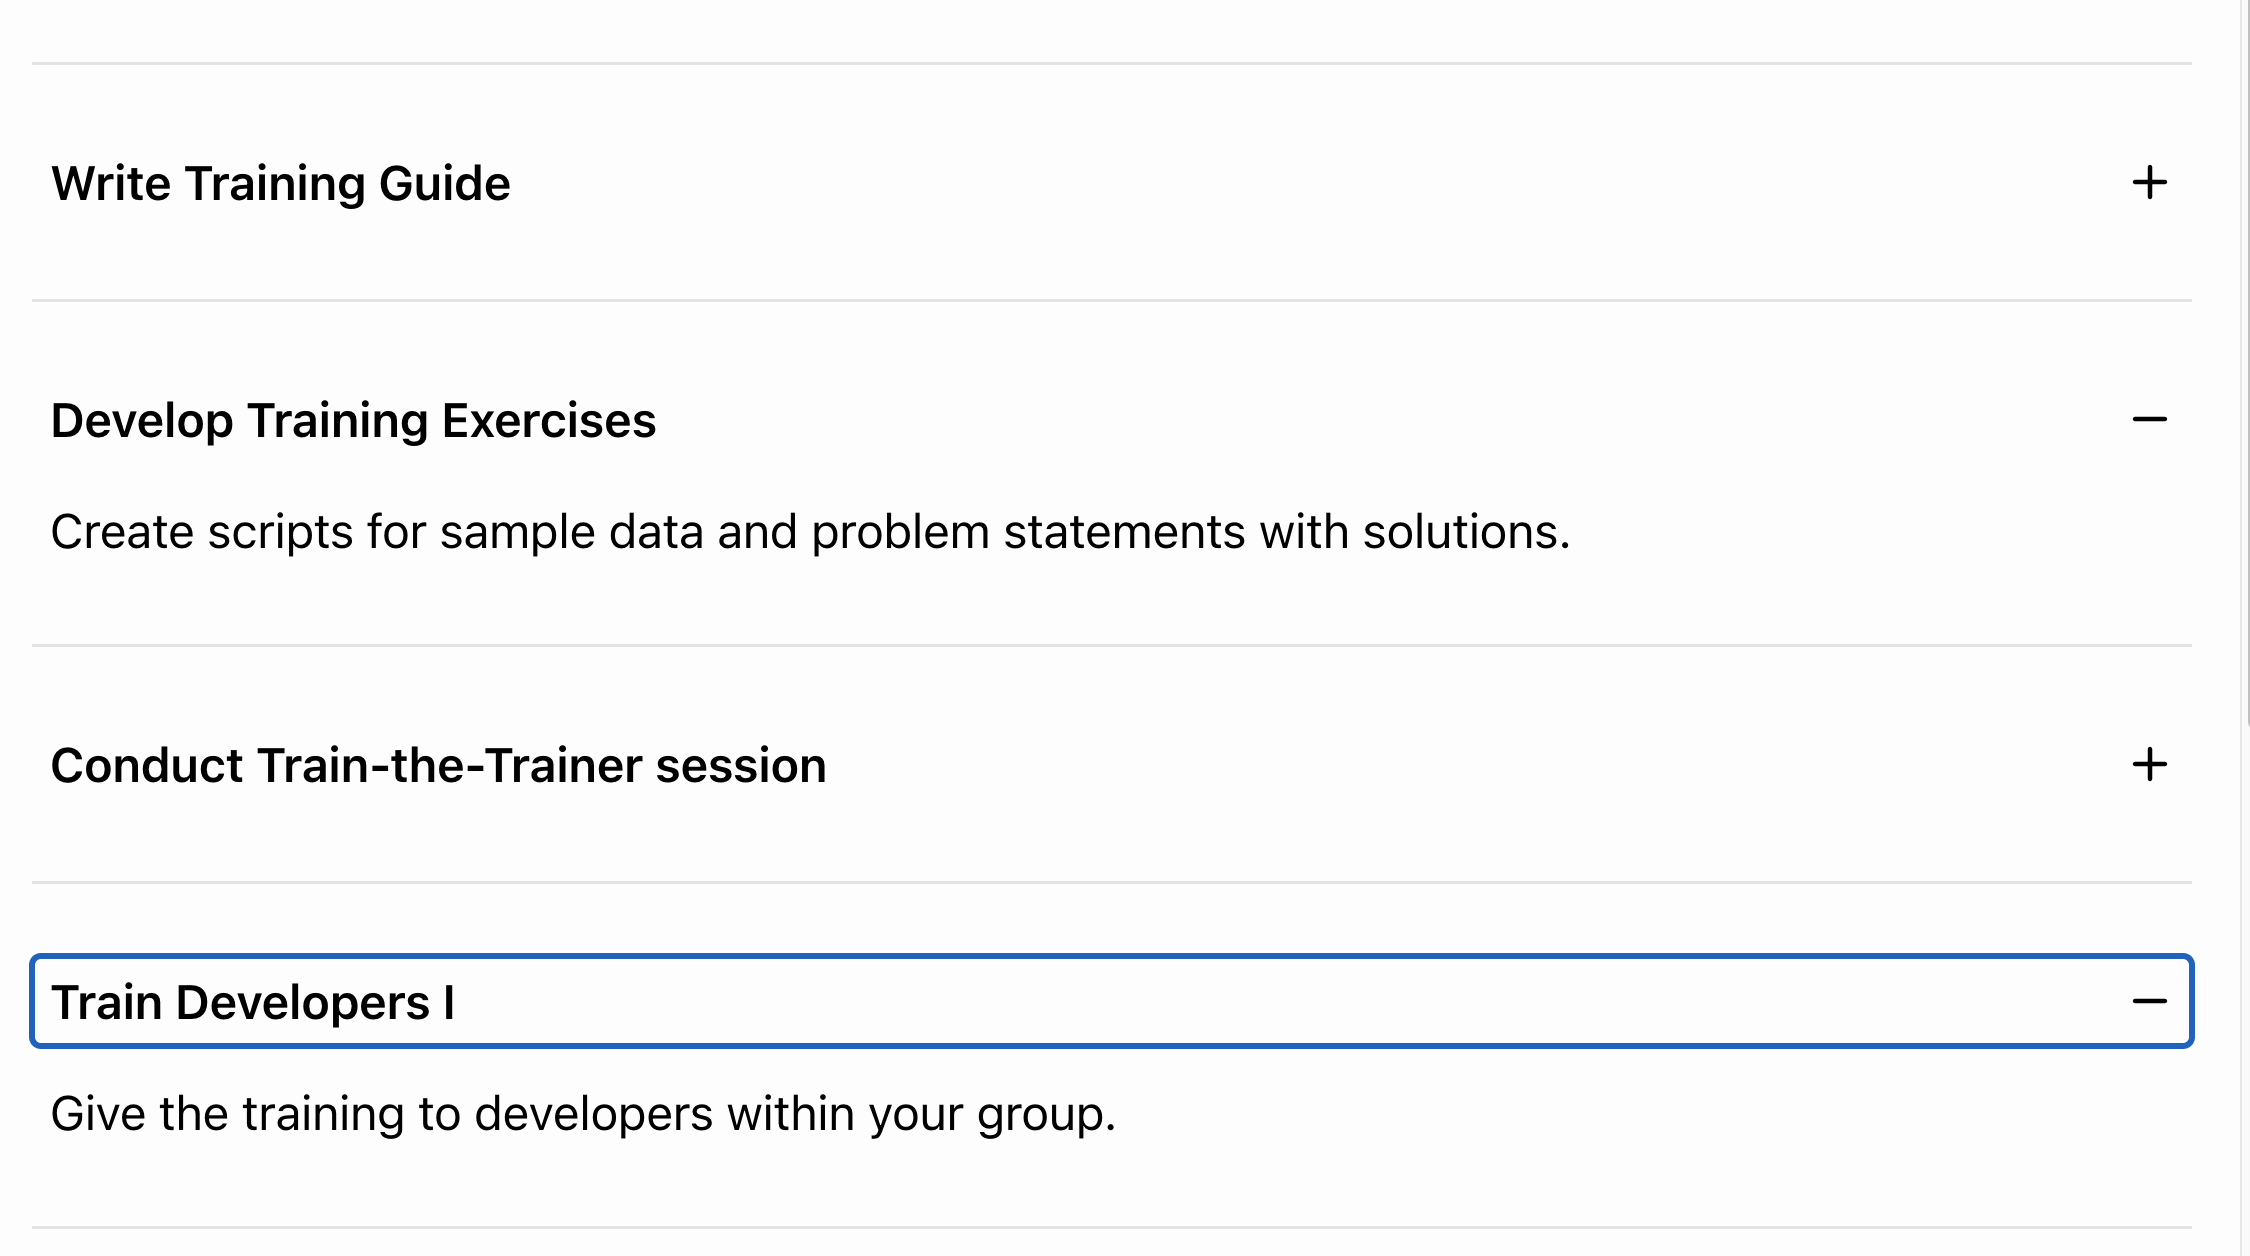 Write Training Guide
Develop Training Exercises
Create scripts for sample data and problem statements with solutions.
Conduct Train-the-Trainer session
Train Developers I
Give the training to developers within your group.